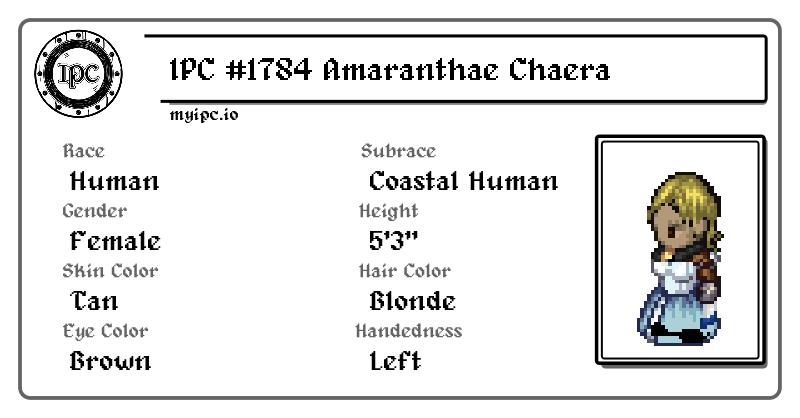 IPC
IPC #1784 Amaranthae Chaera
myipc.io
Race
Human
Subrace
Coastal Human
Gender
Female
Height
5'3"
Skin Color
Tan
Hair Color
Blonde
Eye Color
Brown
Handedness
Left